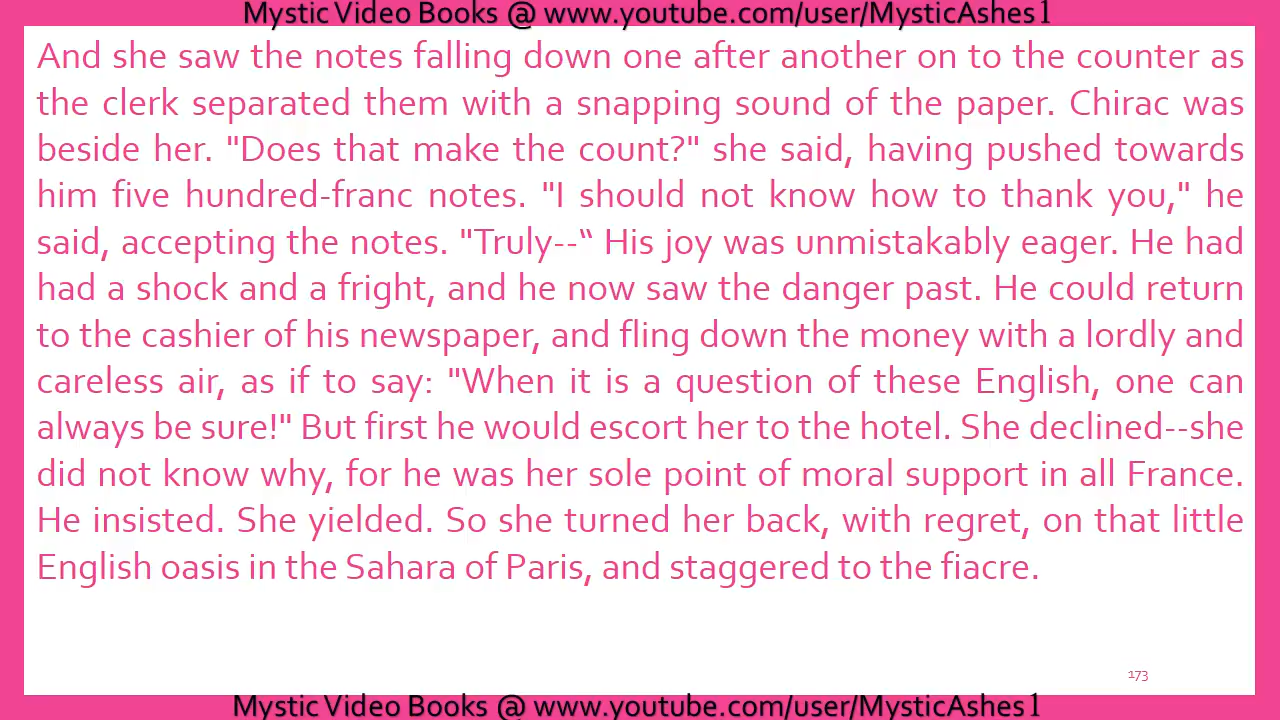 Mystic Video Books @ www.youtube.com/user/MysticAshes1
And she saw the notes falling down one after another on to the counter as
the clerk separated them with a snapping sound of the paper. Chirac was
beside her. "Does that make the count?" she said, having pushed towards
him five hundred-franc notes. "I should not know how to thank you," he
said, accepting the notes. "Truly--“ His joy was unmistakably eager. He had
had a shock and a fright, and he now saw the danger past. He could return
to the cashier of his newspaper, and fling down the money with a lordly and
careless air, as if to say: "When it is a question of these English, one can
always be sure!" But first he would escort her to the hotel. She declined--she
did not know why, for he was her sole point of moral support in all France.
He insisted. She yielded. So she turned her back, with regret, on that little
English oasis in the Sahara of Paris, and staggered to the fiacre.
173
Mystic Video Books @ www.youtube.com/user/MysticAshes1